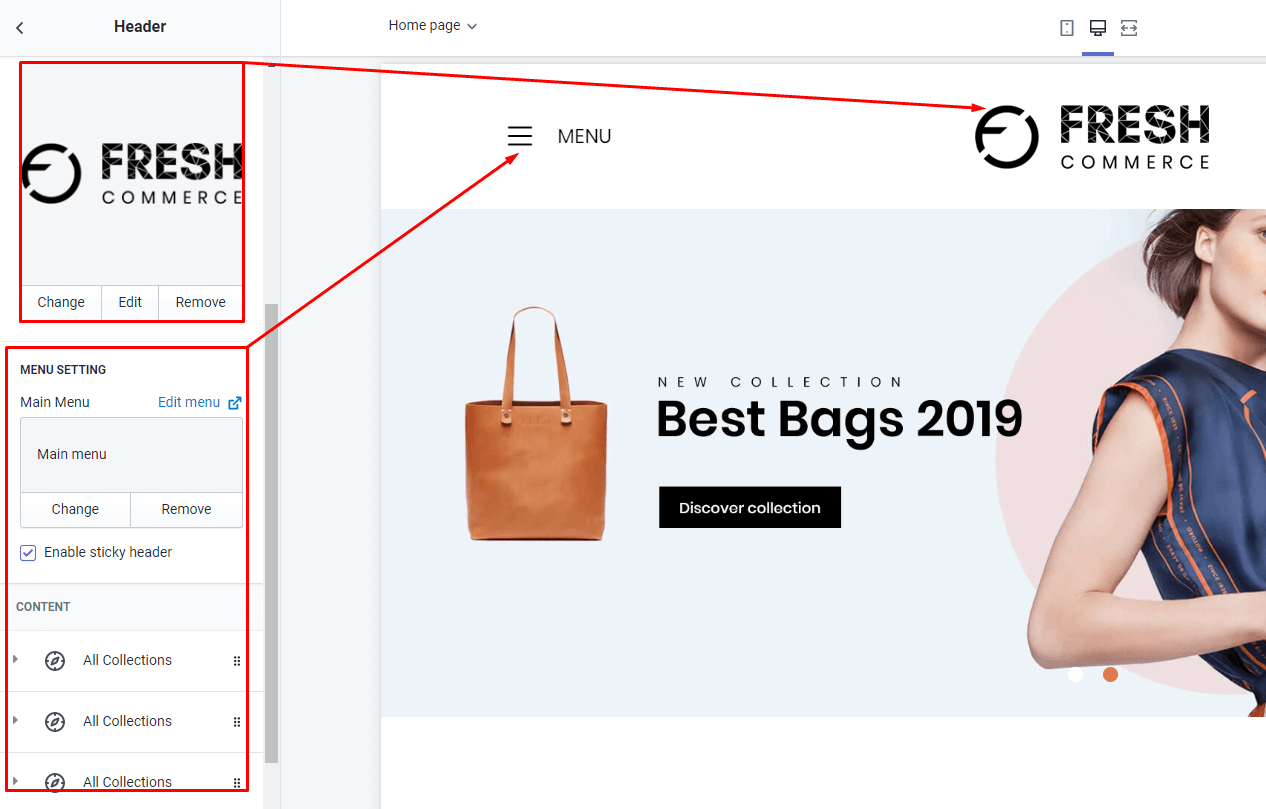 Header
Home page
FRESH
COMMERCE
Change
Edit
Remove
MENU SETTING
Main Menu
Edit menu
Main menu
Change
Remove
Enable sticky header
CONTENT
All Collections
All Collections
All Collections
MENU
FRESH
COMMERCE
NEW COLLECTION
Best Bags 2019
Discover collection